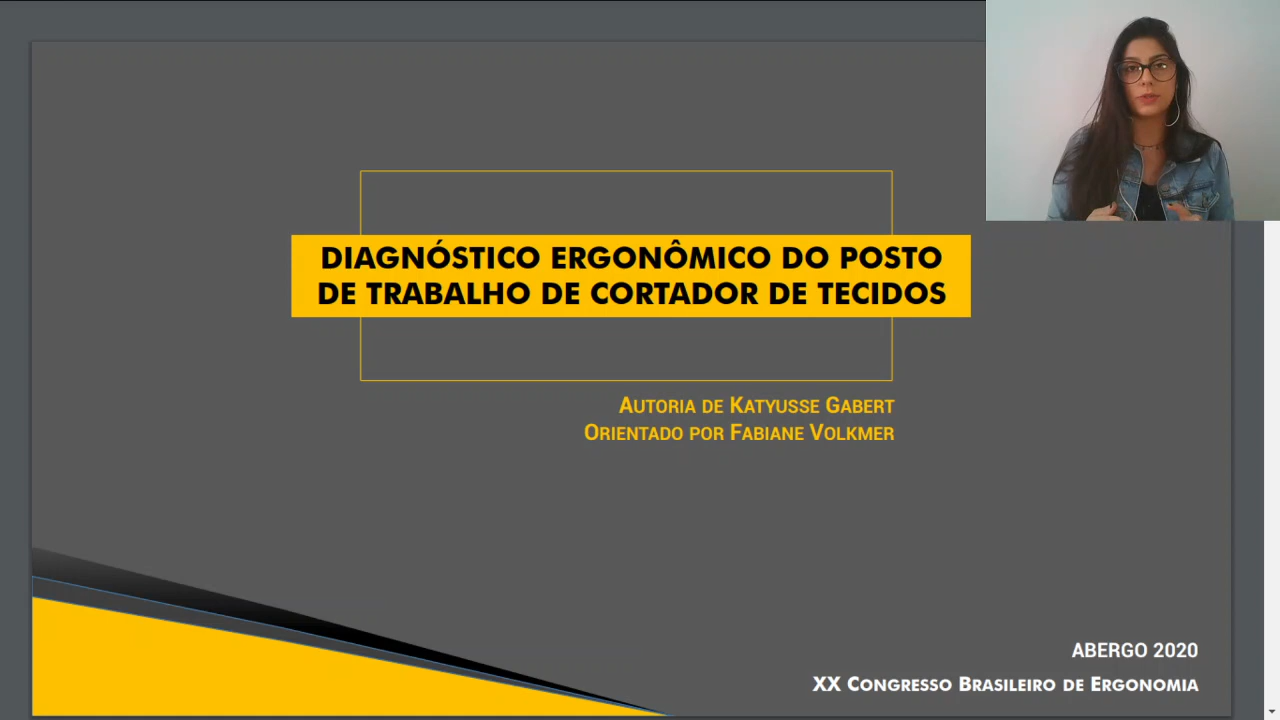 DIAGNÓSTICO ERGONÔMICO DO POSTO
DE TRABALHO DE CORTADOR DE TECIDOS
AUTORIA DE KATYUSSE GABERT
ORIENTADO POR FABIANE VOLKMER
ABERGO 2020
XX CONGRESSO BRASILEIRO DE ERGONOMIA